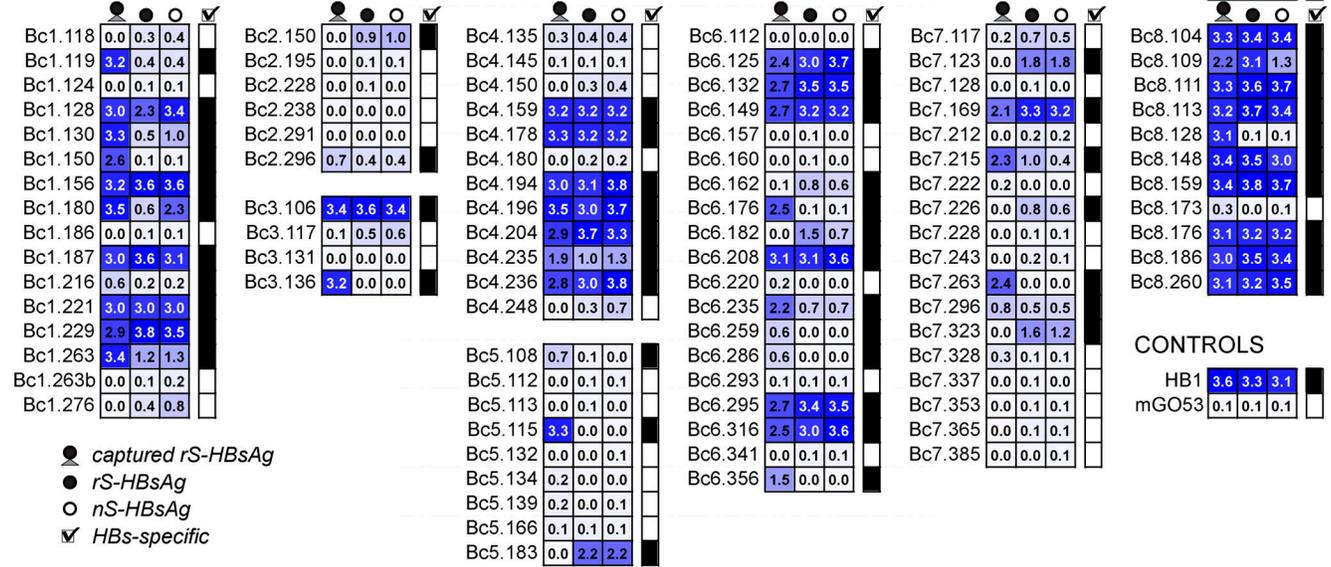 Bc1.118 0.0 0.3 0.4
Bc1.119 3.2 0.4 0.4
Bc1.124 0.0 0.1 0.1
Bc1.128 3.0 2.3 3.4
Bc1.130 3.3 0.5 1.0
Bc1.150 2.6 0.1 0.1
Bc1.156 3.2 3.6 3.6
Bc1.180 3.5 0.6 2.3
Bc1.186 0.0 0.1 0.1
Bc1.187 3.0 3.6 3.1
Bc1.216 0.6 0.2 0.2
Bc1.221 3.0 3.0 3.0
Bc1.229 2.9 3.8 3.5
Bc1.263 3.4 1.2 1.3
Bc1.263b 0.0 0.1 0.2
Bc1.276 0.0 0.4 0.8
captured rS-HBsAg
rS-HBsAg
nS-HBsAg
HBs-specific
Bc2.150 0.0 0.9 1.0
Bc2.195 0.0 0.1 0.1
Bc2.228 0.0 0.1 0.0
Bc2.238 0.0 0.0 0.0
Bc2.291 0.0 0.0 0.0
Bc2.296 0.7 0.4 0.4
Bc3.106 3.4 3.6 3.4
Bc3.117 0.1 0.5 0.6
Bc3.131 0.0 0.0 0.0
Bc3.136 3.2 0.0 0.0
Bc4.135 0.3 0.4 0.4
Bc4.145 0.1 0.1 0.1
Bc4.150 0.0 0.3 0.4
Bc4.159 3.2 3.2 3.2
Bc4.178 3.3 3.2 3.2
Bc4.180 0.0 0.2 0.2
Bc4.194 3.0 3.1 3.8
Bc4.196 3.5 3.0 3.7
Bc4.204 2.9 3.7 3.3
Bc4.235 1.9 1.0 1.3
Bc4.236 2.8 3.0 3.8
Bc4.248 0.0 0.3 0.7
Bc5.108 0.7 0.1 0.0
Bc5.112 0.0 0.1 0.1
Bc5.113 0.0 0.1 0.0
Bc5.115 3.3 0.0 0.0
Bc5.132 0.0 0.0 0.1
Bc5.134 0.2 0.0 0.0
Bc5.139 0.2 0.0 0.1
Bc5.166 0.1 0.1 0.1
Bc5.183 0.0 2.2 2.2
Bc6.112 0.0 0.0 0.0
Bc6.125 2.4 3.0 3.7
Bc6.132 2.7 3.5 3.5
Bc6.149 2.7 3.2 3.2
Bc6.157 0.0 0.1 0.0
Bc6.160 0.0 0.1 0.0
Bc6.162 0.1 0.8 0.6
Bc6.176 2.5 0.1 0.1
Bc6.182 0.0 1.5 0.7
Bc6.208 3.1 3.1 3.6
Bc6.220 0.2 0.0 0.0
Bc6.235 2.2 0.7 0.7
Bc6.259 0.6 0.0 0.0
Bc6.286 0.6 0.0 0.0
Bc6.293 0.1 0.1 0.1
Bc6.295 2.7 3.4 3.5
Bc6.316 2.5 3.0 3.6
Bc6.341 0.0 0.1 0.1
Bc6.356 1.5 0.0 0.0
Bc7.117 0.2 0.7 0.5
Bc7.123 0.0 1.8 1.8
Bc7.128 0.0 0.1 0.0
Bc7.169 2.1 3.3 3.2
Bc7.212 0.0 0.2 0.2
Bc7.215 2.3 1.0 0.4
Bc7.222 0.2 0.0 0.0
Bc7.226 0.0 0.8 0.6
Bc7.228 0.0 0.1 0.1
Bc7.243 0.0 0.2 0.1
Bc7.263 2.4 0.0 0.0
Bc7.296 0.8 0.5 0.5
Bc7.323 0.0 1.6 1.2
Bc7.328 0.3 0.1 0.1
Bc7.337 0.0 0.1 0.0
Bc7.353 0.0 0.1 0.1
Bc7.365 0.0 0.1 0.1
Bc7.385 0.0 0.0 0.1
Bc8.104 3.3 3.4 3.4
Bc8.109 2.2 3.1 1.3
Bc8.111 3.3 3.6 3.7
Bc8.113 3.2 3.7 3.4
Bc8.128 3.1 0.1 0.1
Bc8.148 3.4 3.5 3.0
Bc8.159 3.4 3.8 3.7
Bc8.173 0.3 0.0 0.1
Bc8.176 3.1 3.2 3.2
Bc8.186 3.0 3.5 3.4
Bc8.260 3.1 3.2 3.5
CONTROLS
HB1 3.6 3.3 3.1
mGO53 0.1 0.1 0.1